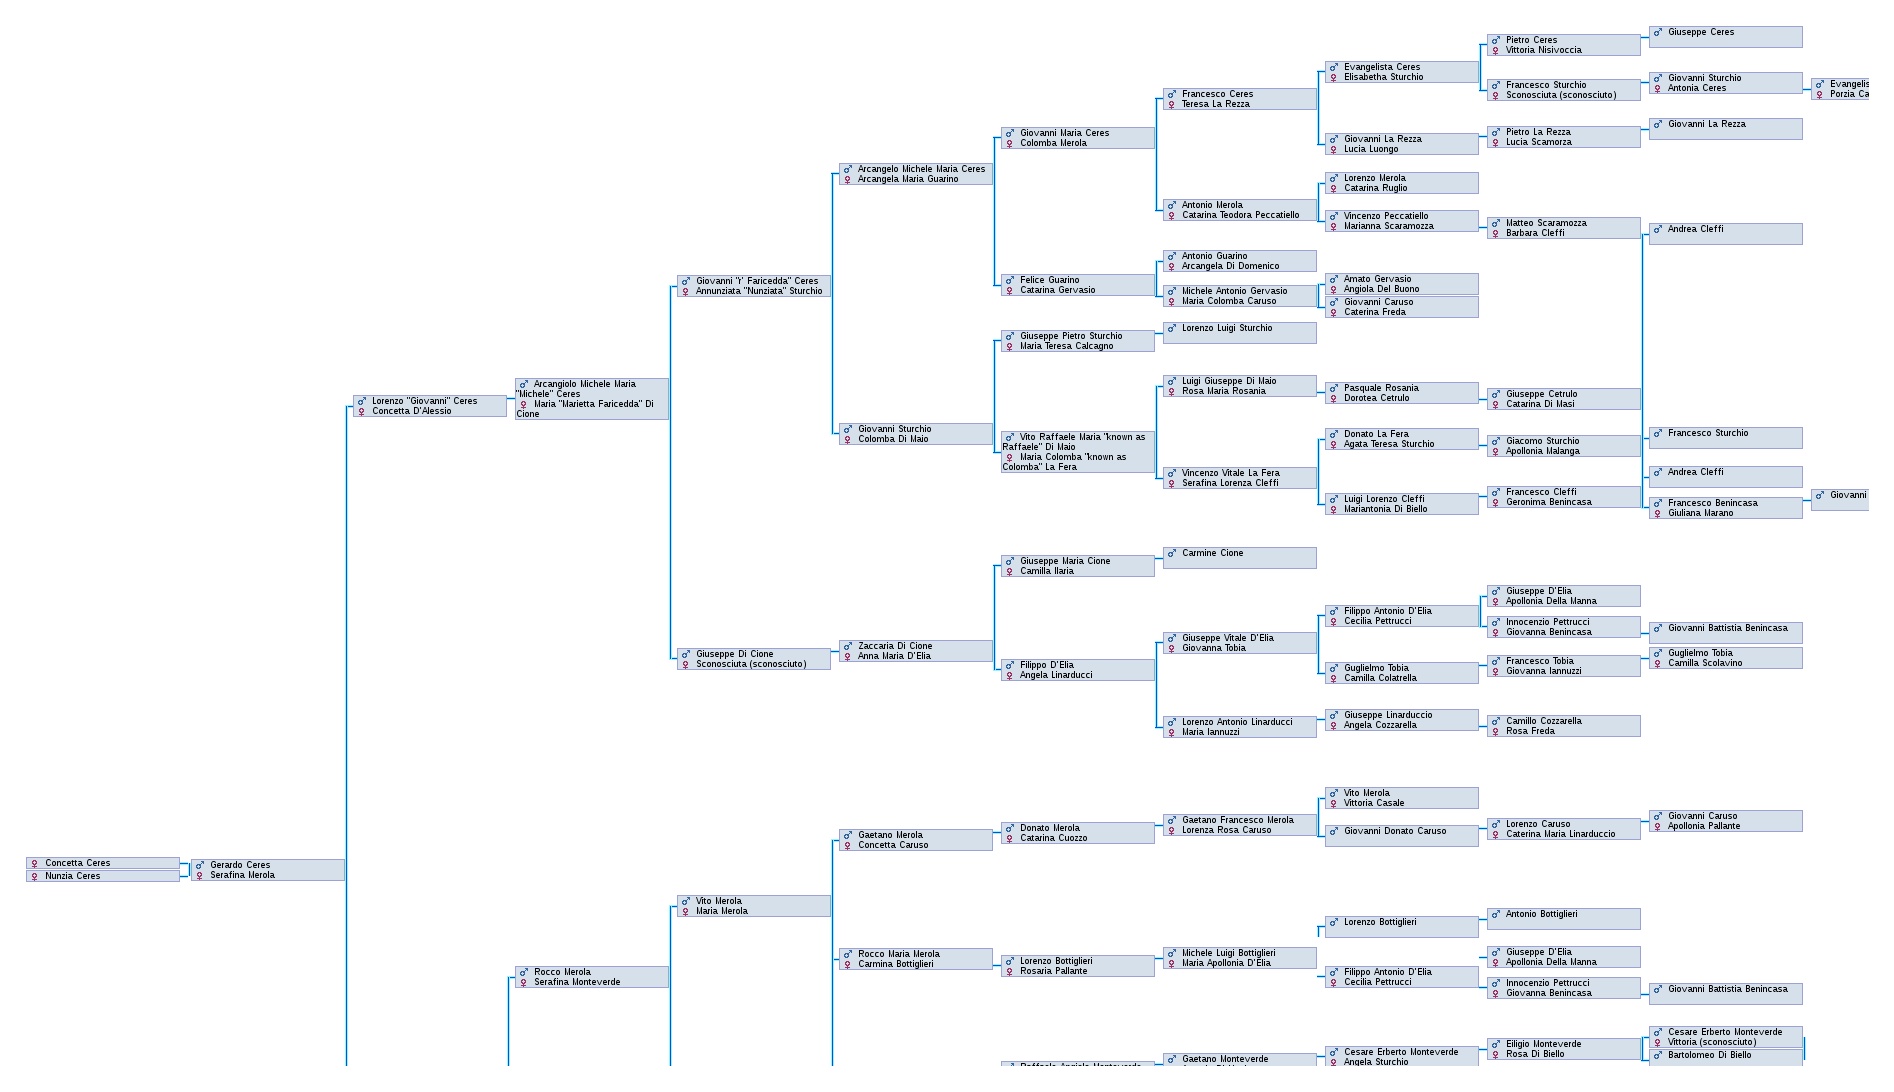 Concetta Ceres
Nunzia Ceres
Gerardo Ceres
Serafina Merola
Lorenzo "Giovanni" Ceres
Concetta D'Alessio
Arcangiolo Michele Maria
"Michele" Ceres
Maria "Marietta Faricedda" Di
Cione
Rocco Merola
Serafina Monteverde
Giovanni "r' Faricedda" Ceres
Annunziata "Nunziata" Sturchio
Giuseppe Di Cione
Sconosciuta (sconosciuto)
Vito Merola
Maria Merola
Arcangelo Michele Maria Ceres
Arcangela Maria Guarino
Giovanni Sturchio
Colomba Di Maio
Zaccaria Di Cione
Anna Maria D'Elia
Gaetano Merola
Concetta Caruso
Rocco Maria Merola
Carmina Bottiglieri
Giovanni Maria Ceres
Colomba Merola
Felice Guarino
Catarina Gervasio
Giuseppe Pietro Sturchio
Maria Teresa Calcagno
Vito Raffaele Maria "known as
Raffaele" Di Maio
Maria Colomba "known as
Colomba" La Fera
Giuseppe Maria Cione
Camilla Ilaria
Filippo D'Elia
Angela Linarducci
Donato Merola
Catarina Cuozzo
Lorenzo Bottiglieri
Rosaria Pallante
Francesco Ceres
Teresa La Rezza
Antonio Merola
Catarina Teodora Peccatiello
Antonio Guarino
Arcangela Di Domenico
Michele Antonio Gervasio
Maria Colomba Caruso
Lorenzo Luigi Sturchio
Luigi Giuseppe Di Maio
Rosa Maria Rosania
Vincenzo Vitale La Fera
Serafina Lorenza Cleffi
Carmine Cione
Giuseppe Vitale D'Elia
Giovanna Tobia
Lorenzo Antonio Linarducci
Maria Iannuzzi
Gaetano Francesco Merola
Lorenza Rosa Caruso
Michele Luigi Bottiglieri
Maria Apollonia D'Elia
Gaetano Monteverde
Evangelista Ceres
Elisabetha Sturchio
Giovanni La Rezza
Lucia Luongo
Lorenzo Merola
Catarina Ruglio
Vincenzo Peccatiello
Marianna Scaramozza
Amato Gervasio
Angiola Del Buono
Giovanni Caruso
Caterina Freda
Pasquale Rosania
Dorotea Cetrulo
Donato La Fera
Agata Teresa Sturchio
Luigi Lorenzo Cleffi
Mariantonia Di Biello
Filippo Antonio D'Elia
Cecilia Pettrucci
Guglielmo Tobia
Camilla Colatrella
Giuseppe Linarduccio
Angela Cozzarella
Vito Merola
Vittoria Casale
Giovanni Donato Caruso
Lorenzo Bottiglieri
Filippo Antonio D'Elia
Cecilia Pettrucci
Cesare Erberto Monteverde
Angela Sturchio
Pietro Ceres
Vittoria Nisivoccia
Francesco Sturchio
Sconosciuta (sconosciuto)
Pietro La Rezza
Lucia Scamorza
Matteo Scaramozza
Barbara Cleffi
Giuseppe Cetrulo
Catarina Di Masi
Giacomo Sturchio
Apollonia Malanga
Francesco Cleffi
Geronima Benincasa
Giuseppe D'Elia
Apollonia Della Manna
Innocenzio Pettrucci
Giovanna Benincasa
Francesco Tobia
Giovanna Iannuzzi
Camillo Cozzarella
Rosa Freda
Lorenzo Caruso
Caterina Maria Linarduccio
Antonio Bottiglieri
Giuseppe D'Elia
Apollonia Della Manna
Innocenzio Pettrucci
Giovanna Benincasa
Eiligio Monteverde
Rosa Di Biello
Giuseppe Ceres
Giovanni Sturchio
Antonia Ceres
Giovanni La Rezza
Andrea Cleffi
Francesco Sturchio
Andrea Cleffi
Francesco Benincasa
Giuliana Marano
Giovanni Battistia Benincasa
Guglielmo Tobia
Camilla Scolavino
Giovanni Caruso
Apollonia Pallante
Giovanni Battistia Benincasa
Cesare Erberto Monteverde
Vittoria (sconosciuto)
Bartolomeo Di Biello
Evangelis
Porzia Ca
Giovanni